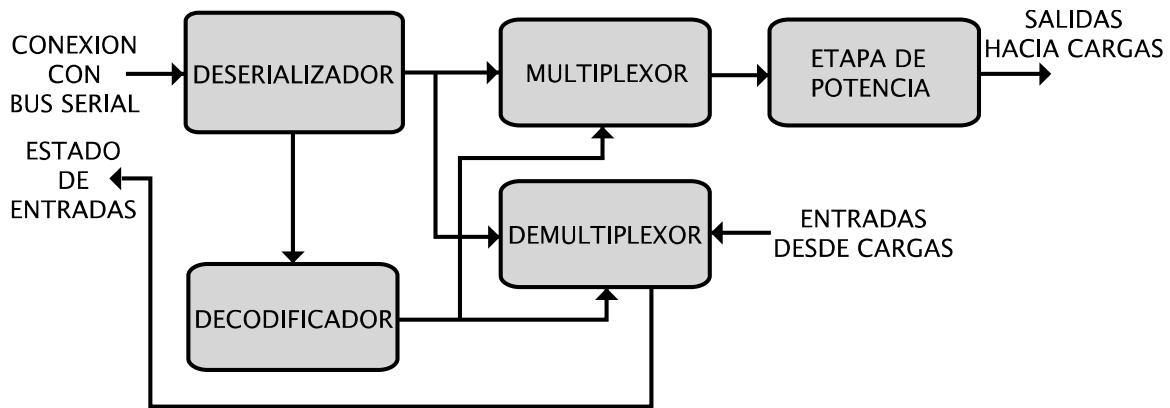 CONEXION
CON
BUS SERIAL
DESERIALIZADOR
MULTIPLEXOR
ETAPA DE
POTENCIA
SALIDAS
HACIA CARGAS
ESTADO
DE
ENTRADAS
DEMULTIPLEXOR
ENTRADAS
DESDE CARGAS
DECODIFICADOR